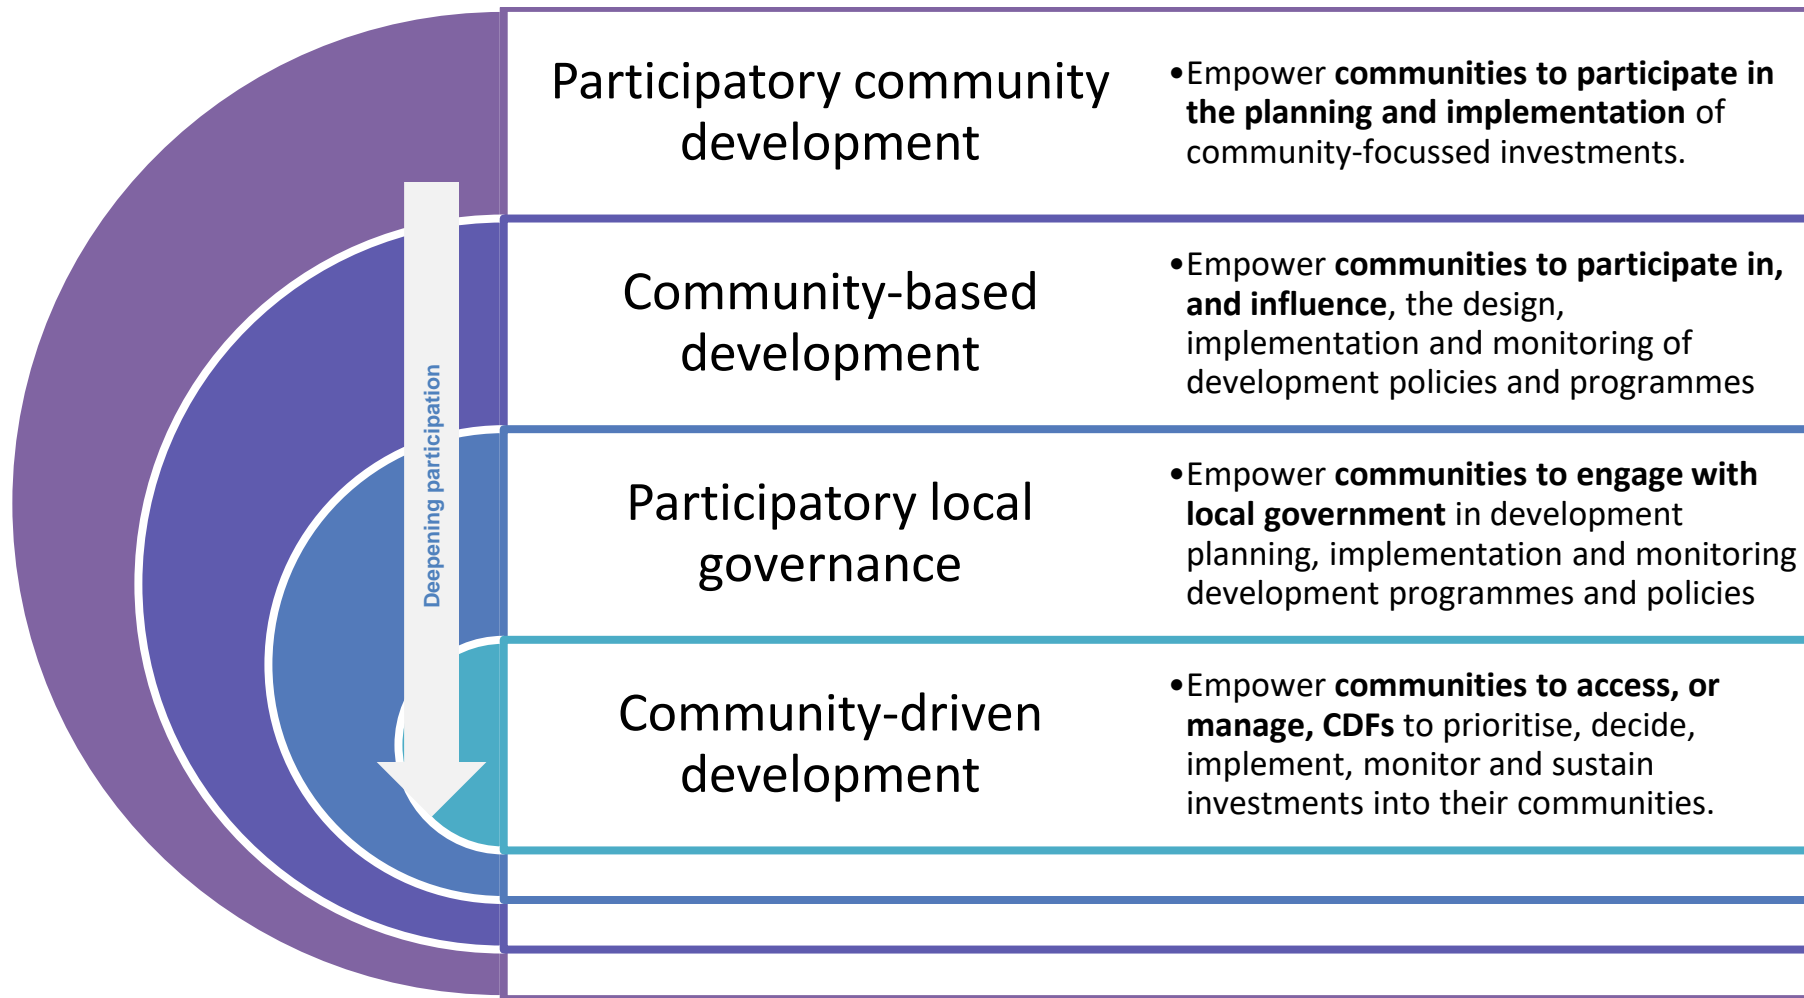 Participatory community
development
•Empower communities to participate in
the planning and implementation of
community-focussed investments.
Community-based
development
•Empower communities to participate in,
and influence, the design,
implementation and monitoring of
development policies and programmes
Participatory local
governance
•Empower communities to engage with
local government in development
planning, implementation and monitoring
development programmes and policies
Community-driven
development
•Empower communities to access, or
manage, CDFs to prioritise, decide,
implement, monitor and sustain
investments into their communities.
Deepening participation